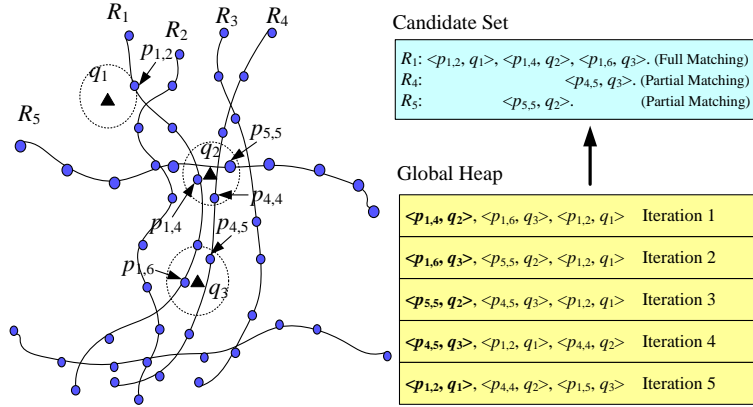 R1
R2
R3
R4
p1,2
q1
R5
q2
p5,5
p1,4
p4,4
p4,5
p1,6
q3
Candidate Set
R1: <p1,2, q1>, <p1,4, q2>, <p1,6, q3>. (Full Matching)
R4: <p4,5, q3>. (Partial Matching)
R5: <p5,5, q2>. (Partial Matching)
Global Heap
<p1,4, q2>, <p1,6, q3>, <p1,2, q1> Iteration 1
<p1,6, q3>, <p5,5, q2>, <p1,2, q1> Iteration 2
<p5,5, q2>, <p4,5, q3>, <p1,2, q1> Iteration 3
<p4,5, q3>, <p1,2, q1>, <p4,4, q2> Iteration 4
<p1,2, q1>, <p4,4, q2>, <p1,5, q3> Iteration 5